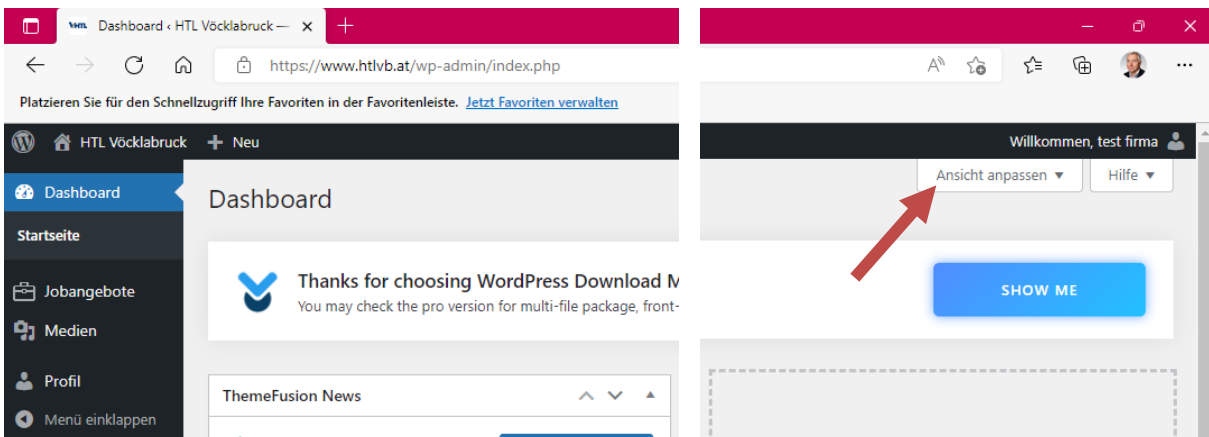 VHTL Dashboard ‹ HTL Vöcklabruck —
https://www.htlvb.at/wp-admin/index.php
Platzieren Sie für den Schnellzugriff Ihre Favoriten in der Favoritenleiste. Jetzt Favoriten verwalten
HTL Vöcklabruck + Neu
Willkommen, test firma
Ansicht anpassen ▼ Hilfe ▼
Dashboard
Dashboard
Startseite
Thanks for choosing WordPress Download M
You may check the pro version for multi-file package, front-
SHOW ME
Jobangebote
Medien
Profil
ThemeFusion News
Menü einklappen